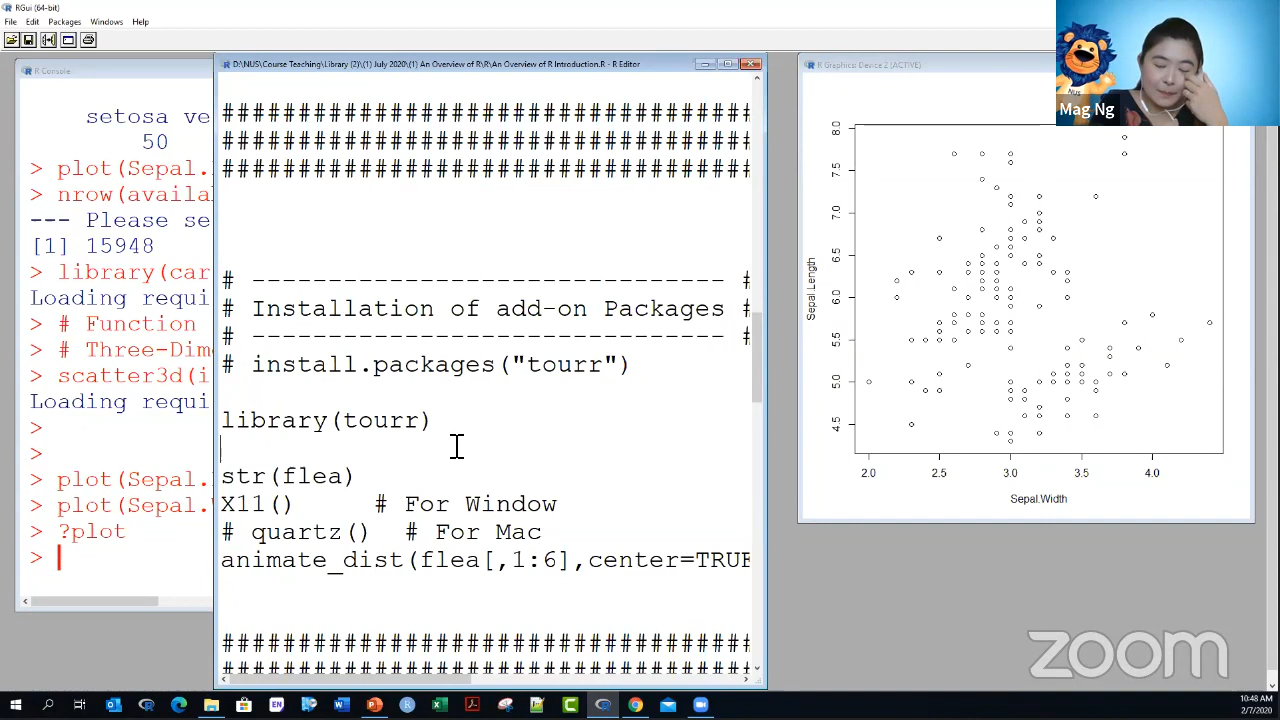 RGui (64-bit)
File Edit Packages Windows Help
R Console
setosa ve
50
> plot(Sepal.
> nrow(availa
--- Please se
[1] 15948
> library(car
Loading requi
> # Function
> # Three-Dim
> scatter3d(i
Loading requi
>
>
> plot(Sepal.
> plot(Sepal.W
> ?plot
>
D:\NUS\Course Teaching\Library (1) July 2020\(1) An Overview of R\R\An Overview of R Introduction.R - R Editor
##################################
##################################
##################################
# ------------------------------- #
# Installation of add-on Packages #
# ------------------------------- #
# install.packages("tourr")
library(tourr)
str(flea)
X11() # For Window
# quartz() # For Mac
animate_dist(flea[,1:6],center=TRUE
##################################
##################################
R Graphics: Device 2 (ACTIVE)
8.0
7.5
7.0
6.5
6.0
5.5
5.0
4.5
Sepal.Length
2.0 2.5 3.0 3.5 4.0
Sepal.Width
NUS
Mag Ng
zoom
EN
10:48 AM
2/7/2020